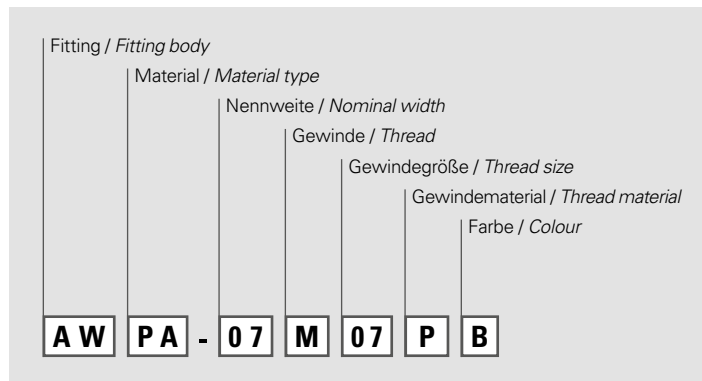 Fitting / Fitting body
Material / Material type
Nennweite / Nominal width
Gewinde / Thread
Gewindegröße / Thread size
Gewindematerial / Thread material
Farbe / Colour
AW PA - 07 M 07 P B